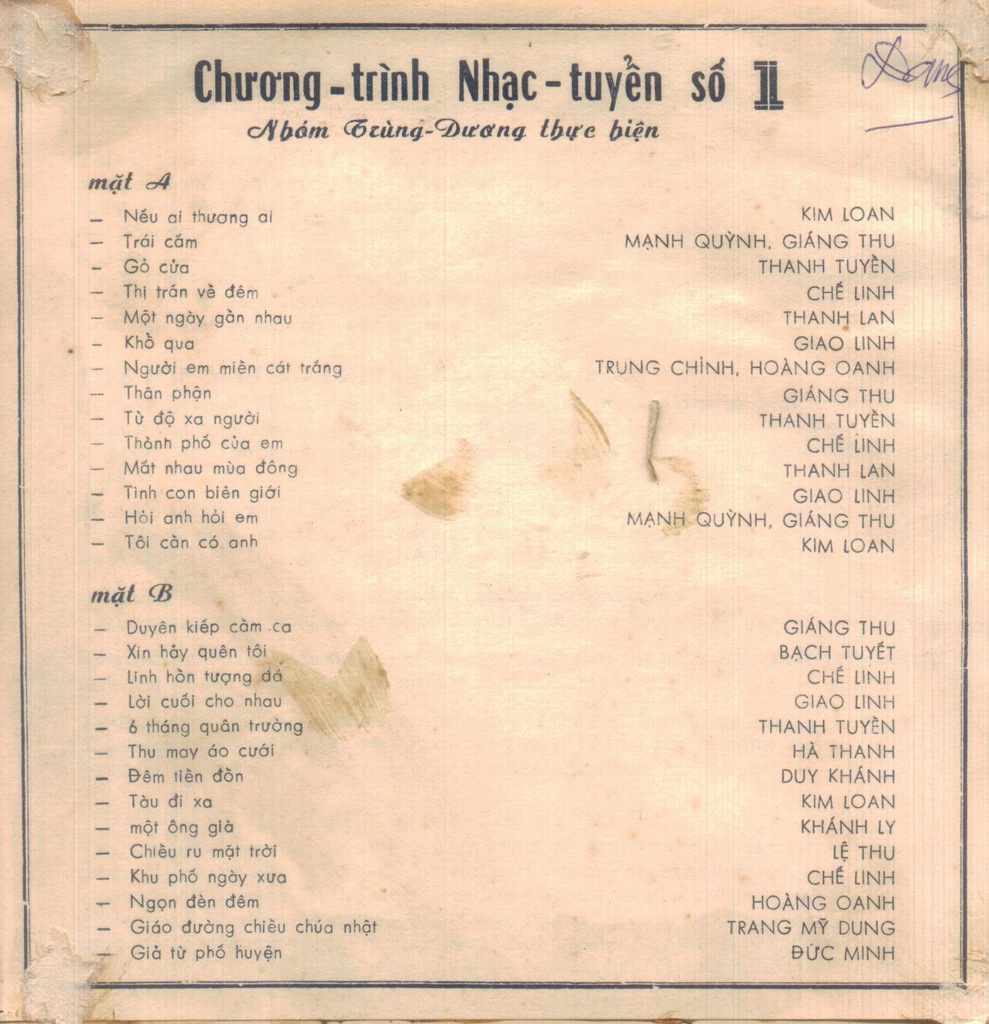 Chương-trình Nhạc-tuyển số 1
Nhóm Trùng-Dương thực hiện
mặt A
— Nếu ai thương ai KIM LOAN
— Trái cấm MẠNH QUỲNH, GIÁNG THU
— Gỏ cửa THANH TUYỀN
— Thị trấn về đêm CHẾ LINH
— Một ngày gần nhau THANH LAN
— Khổ qua GIAO LINH
— Người em miền cát trắng TRUNG CHỈNH, HOÀNG OANH
— Thân phận GIÁNG THU
— Từ độ xa người THANH TUYỀN
— Thành phố của em CHẾ LINH
— Mất nhau mùa đông THANH LAN
— Tình con biên giới GIAO LINH
— Hỏi anh hỏi em MẠNH QUỲNH, GIÁNG THU
— Tôi cần có anh KIM LOAN
mặt B
— Duyên kiếp cầm ca GIÁNG THU
— Xin hảy quên tôi BẠCH TUYẾT
— Linh hồn tượng đá CHẾ LINH
— Lời cuối cho nhau GIAO LINH
— 6 tháng quân trường THANH TUYỀN
— Thu may áo cưới HÀ THANH
— Đêm tiền đồn DUY KHÁNH
— Tàu đi xa KIM LOAN
— một ông già KHÁNH LY
— Chiều ru mặt trời LỆ THU
— Khu phố ngày xưa CHẾ LINH
— Ngọn đèn đêm HOÀNG OANH
— Giáo đường chiều chúa nhật TRANG MỸ DUNG
— Giả từ phố huyện ĐỨC MINH